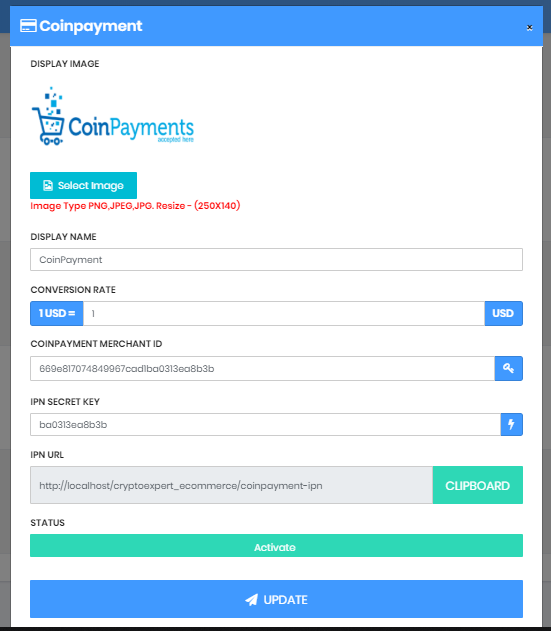 Coinpayment
×
DISPLAY IMAGE
CoinPayments
accepted here
Select Image
Image Type PNG,JPEG,JPG. Resize - (250X140)
DISPLAY NAME
CoinPayment
CONVERSION RATE
1 USD = 1 USD
COINPAYMENT MERCHANT ID
669e817074849967cad1ba0313ea8b3b
IPN SECRET KEY
ba0313ea8b3b
IPN URL
http://localhost/cryptoexpert_ecommerce/coinpayment-ipn CLIPBOARD
STATUS
Activate
UPDATE